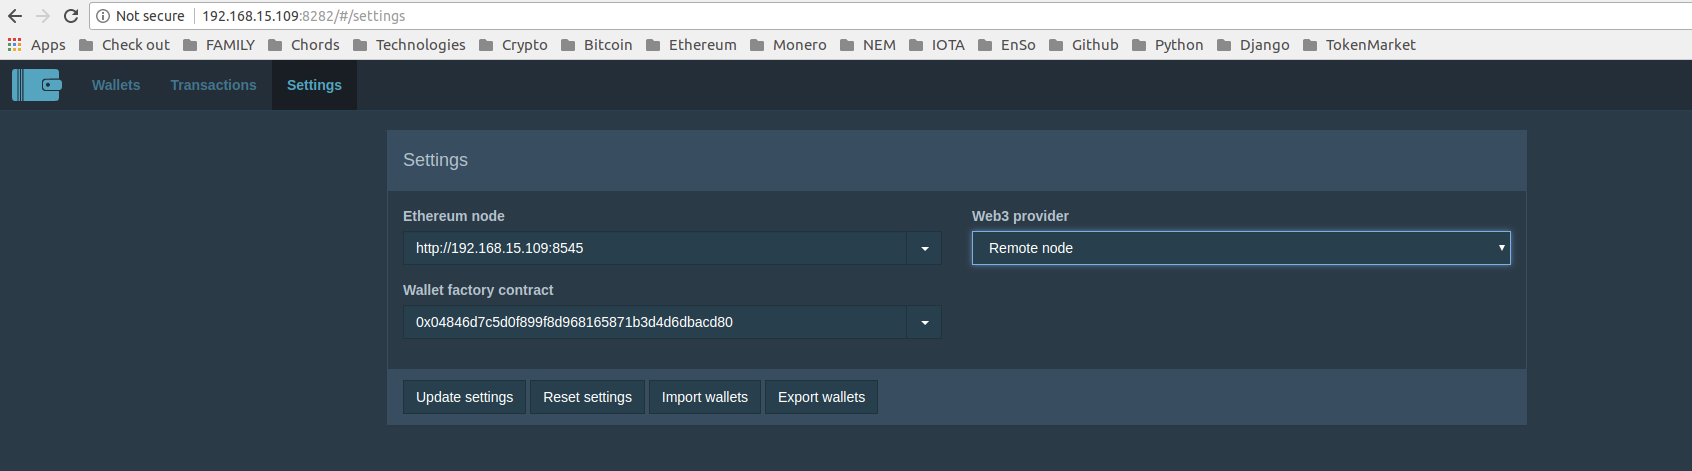 Not secure 192.168.15.109:8282/#/settings
Apps Check out FAMILY Chords Technologies Crypto Bitcoin Ethereum Monero NEM IOTA EnSo Github Python Django TokenMarket
Wallets Transactions Settings
Settings
Ethereum node Web3 provider
http://192.168.15.109:8545 Remote node
Wallet factory contract
0x04846d7c5d0f899f8d968165871b3d4d6dbacd80
Update settings Reset settings Import wallets Export wallets